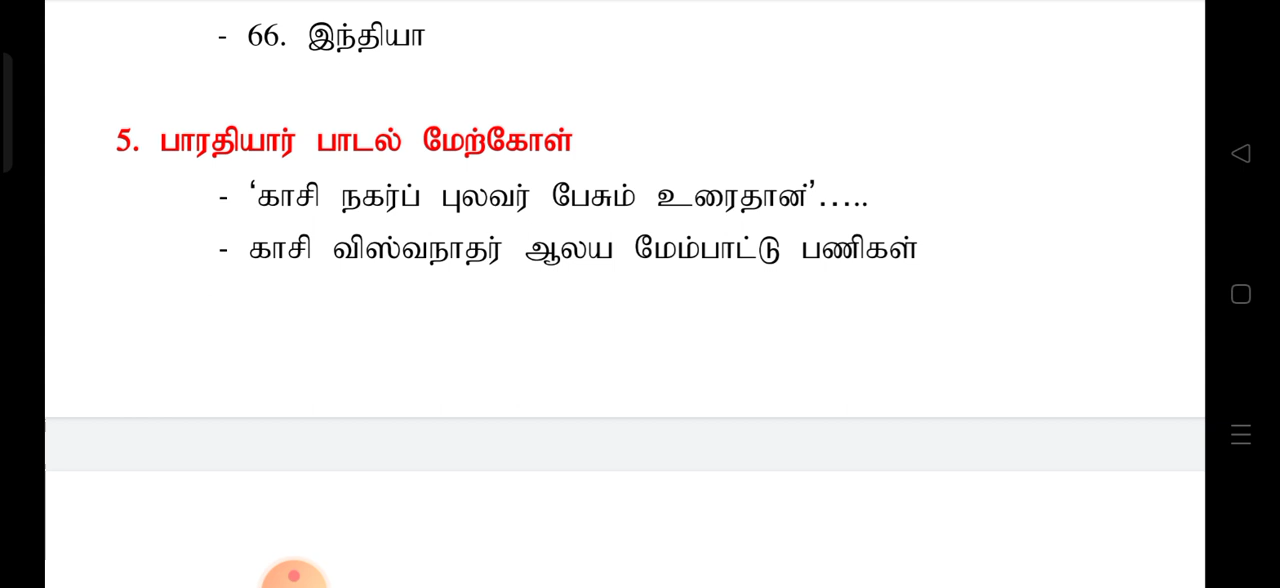 - 66. இந்தியா
5. பாரதியார் பாடல் மேற்கோள்
- ‘காசி நகர்ப் புலவர் பேசும் உரைதான்’.....
- காசி விஸ்வநாதர் ஆலய மேம்பாட்டு பணிகள்